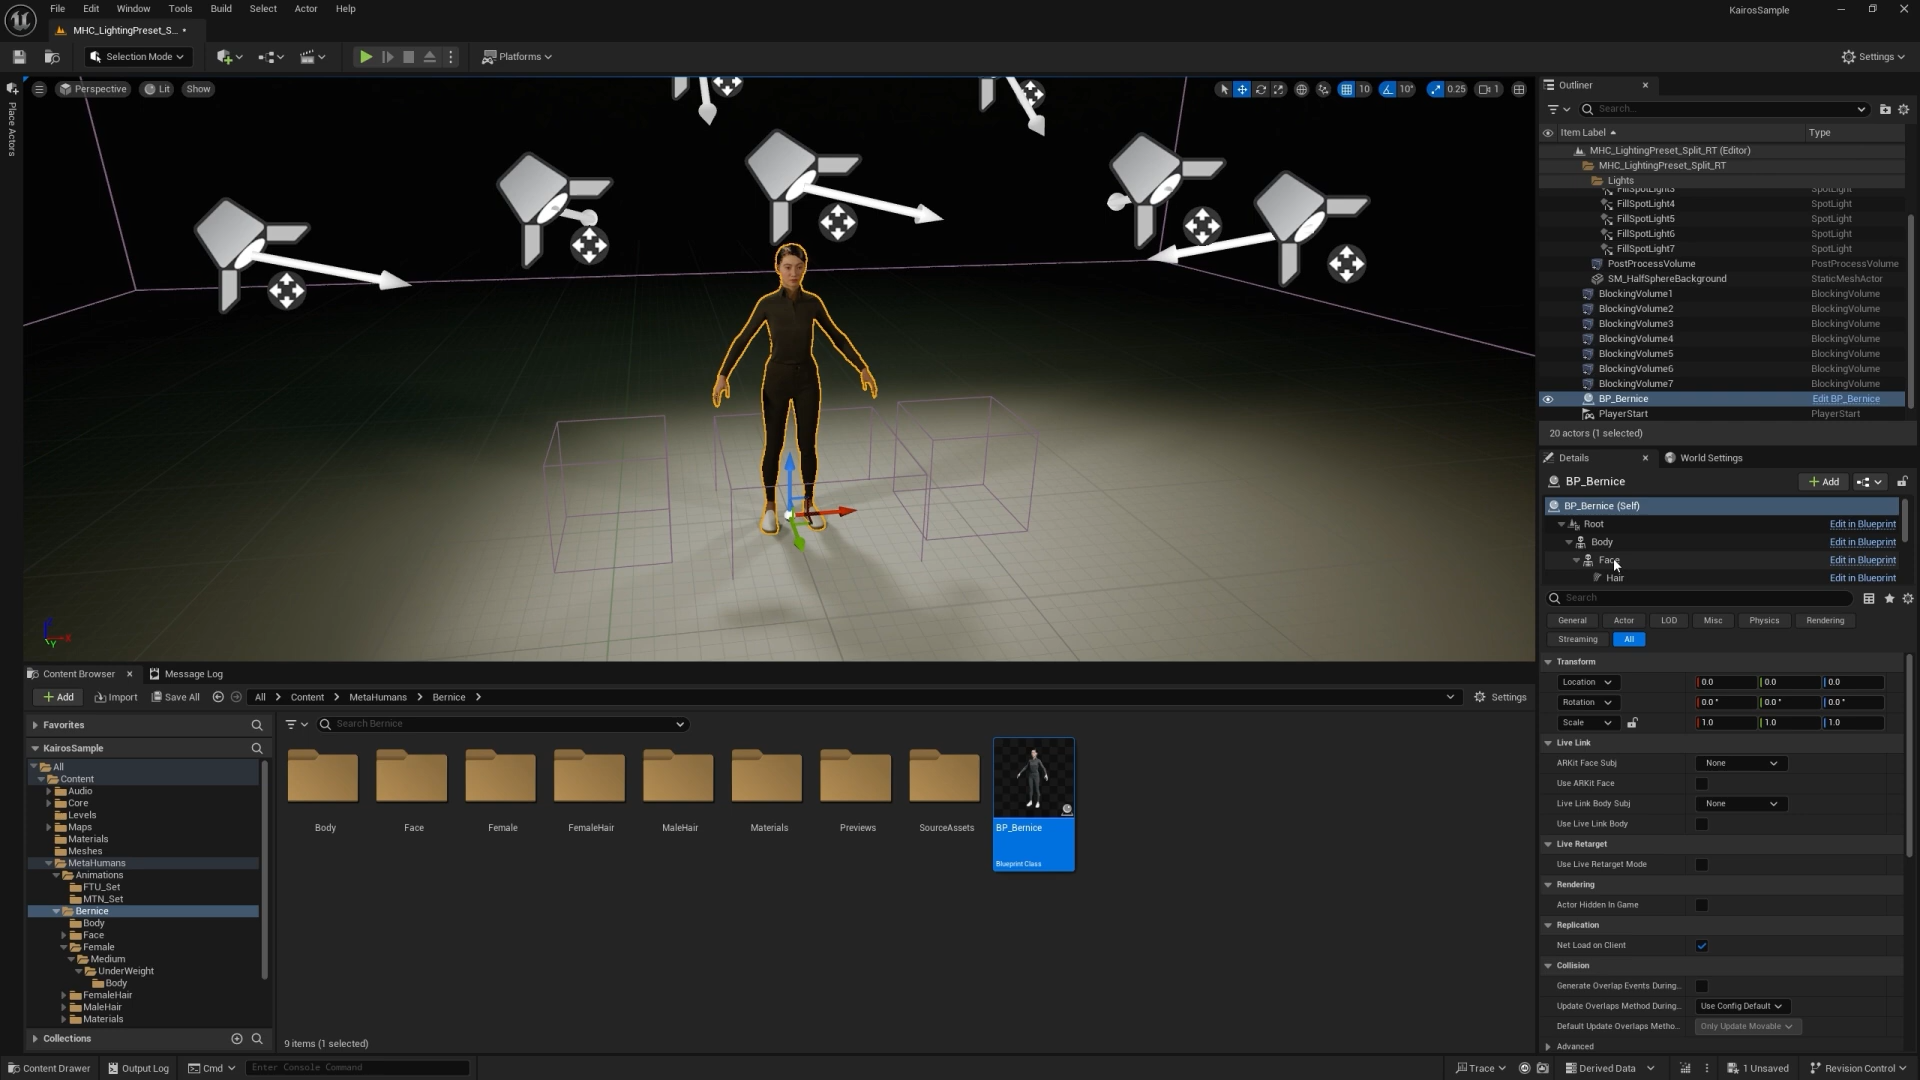 File Edit Window Tools Build Select Actor Help
KairosSample
MHC_LightingPreset_S... •
Selection Mode
Platforms
Settings
Place Actors
Perspective Lit Show
10 10° 0.25 1
Outliner
Search...
Item Label Type
MHC_LightingPreset_Split_RT (Editor)
MHC_LightingPreset_Split_RT
Lights
FillSpotLight3 SpotLight
FillSpotLight4 SpotLight
FillSpotLight5 SpotLight
FillSpotLight6 SpotLight
FillSpotLight7 SpotLight
PostProcessVolume PostProcessVolume
SM_HalfSphereBackground StaticMeshActor
BlockingVolume1 BlockingVolume
BlockingVolume2 BlockingVolume
BlockingVolume3 BlockingVolume
BlockingVolume4 BlockingVolume
BlockingVolume5 BlockingVolume
BlockingVolume6 BlockingVolume
BlockingVolume7 BlockingVolume
BP_Bernice Edit BP_Bernice
PlayerStart PlayerStart
20 actors (1 selected)
Details World Settings
BP_Bernice
Add
BP_Bernice (Self)
Root Edit in Blueprint
Body Edit in Blueprint
Face Edit in Blueprint
Hair Edit in Blueprint
Search
General Actor LOD Misc Physics Rendering
Streaming All
Transform
Location 0.0 0.0 0.0
Rotation 0.0° 0.0° 0.0°
Scale 1.0 1.0 1.0
Live Link
ARKit Face Subj None
Use ARKit Face
Live Link Body Subj None
Use Live Link Body
Live Retarget
Use Live Retarget Mode
Rendering
Actor Hidden In Game
Replication
Net Load on Client
Collision
Generate Overlap Events During...
Update Overlaps Method During... Use Config Default
Default Update Overlaps Metho... Only Update Movable
Advanced
Z X Y
Content Browser Message Log
Add Import Save All All Content MetaHumans Bernice Settings
Favorites
KairosSample
All
Content
Audio
Core
Levels
Maps
Materials
Meshes
MetaHumans
Animations
FTU_Set
MTN_Set
Bernice
Body
Face
Female
Medium
UnderWeight
Body
FemaleHair
MaleHair
Materials
Collections
Search Bernice
Body Face Female FemaleHair MaleHair Materials Previews SourceAssets BP_Bernice
Blueprint Class
9 items (1 selected)
Content Drawer Output Log Cmd Enter Console Command Trace Derived Data 1 Unsaved Revision Control